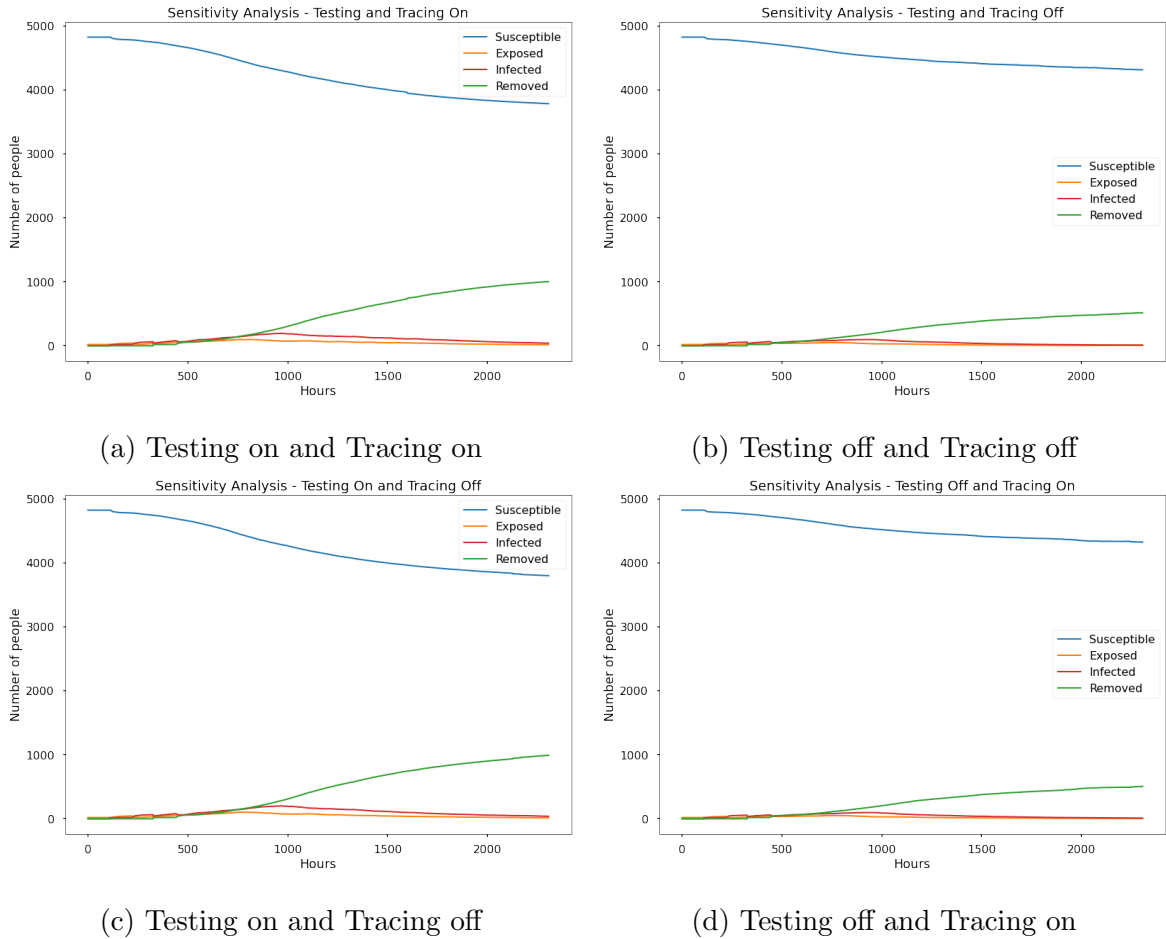 Sensitivity Analysis - Testing and Tracing On
5000
4000
3000
2000
1000
0
Number of people
Susceptible
Exposed
Infected
Removed
0 500 1000 1500 2000
Hours
(a) Testing on and Tracing on
Sensitivity Analysis - Testing and Tracing Off
5000
4000
3000
2000
1000
0
Number of people
Susceptible
Exposed
Infected
Removed
0 500 1000 1500 2000
Hours
(b) Testing off and Tracing off
Sensitivity Analysis - Testing On and Tracing Off
5000
4000
3000
2000
1000
0
Number of people
Susceptible
Exposed
Infected
Removed
0 500 1000 1500 2000
Hours
(c) Testing on and Tracing off
Sensitivity Analysis - Testing Off and Tracing On
5000
4000
3000
2000
1000
0
Number of people
Susceptible
Exposed
Infected
Removed
0 500 1000 1500 2000
Hours
(d) Testing off and Tracing on